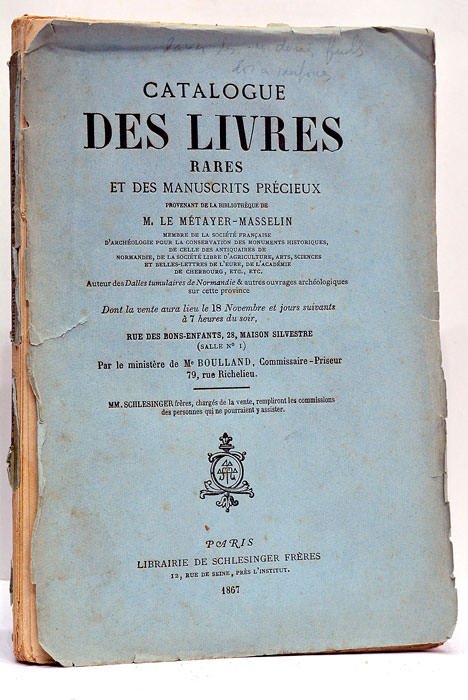 CATALOGUE
DES LIVRES
RARES
ET DES MANUSCRITS PRÉCIEUX
PROVENANT DE LA BIBLIOTHÈQUE DE
M. LE MÉTAYER-MASSELIN
MEMBRE DE LA SOCIÉTÉ FRANÇAISE
D'ARCHÉOLOGIE POUR LA CONSERVATION DES MONUMENTS HISTORIQUES,
DE CELLE DES ANTIQUAIRES DE
NORMANDIE, DE LA SOCIÉTÉ LIBRE D'AGRICULTURE, ARTS, SCIENCES
ET BELLES-LETTRES DE L'EURE, DE L'ACADÉMIE
DE CHERBOURG, ETC., ETC.
Auteur des Dalles tumulaires de Normandie & autres ouvrages archéologiques
sur cette province
Dont la vente aura lieu le 18 Novembre et jours suivants
à 7 heures du soir,
RUE DES BONS-ENFANTS, 28, MAISON SILVESTRE
(SALLE Nº 1)
Par le ministère de Me BOULLAND, Commissaire-Priseur
79, rue Richelieu.
MM. SCHLESINGER frères, chargés de la vente, rempliront les commissions
des personnes qui ne pourraient y assister.
PARIS
LIBRAIRIE DE SCHLESINGER FRÈRES
12, RUE DE SEINE, PRÈS L'INSTITUT.
1867